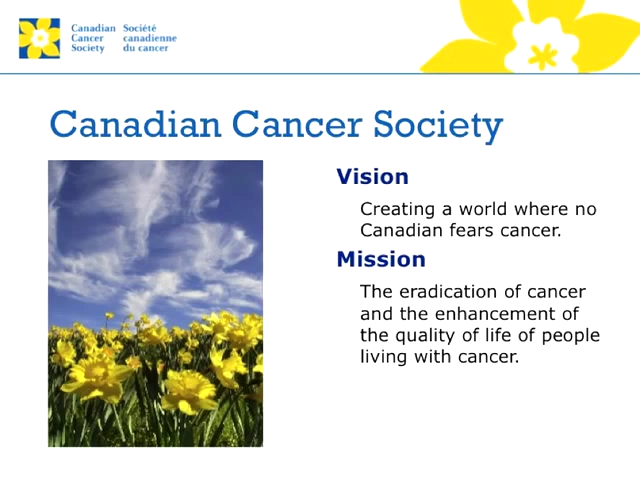 Canadian Cancer Society
Société canadienne du cancer
Canadian Cancer Society
Vision
Creating a world where no
Canadian fears cancer.
Mission
The eradication of cancer
and the enhancement of
the quality of life of people
living with cancer.